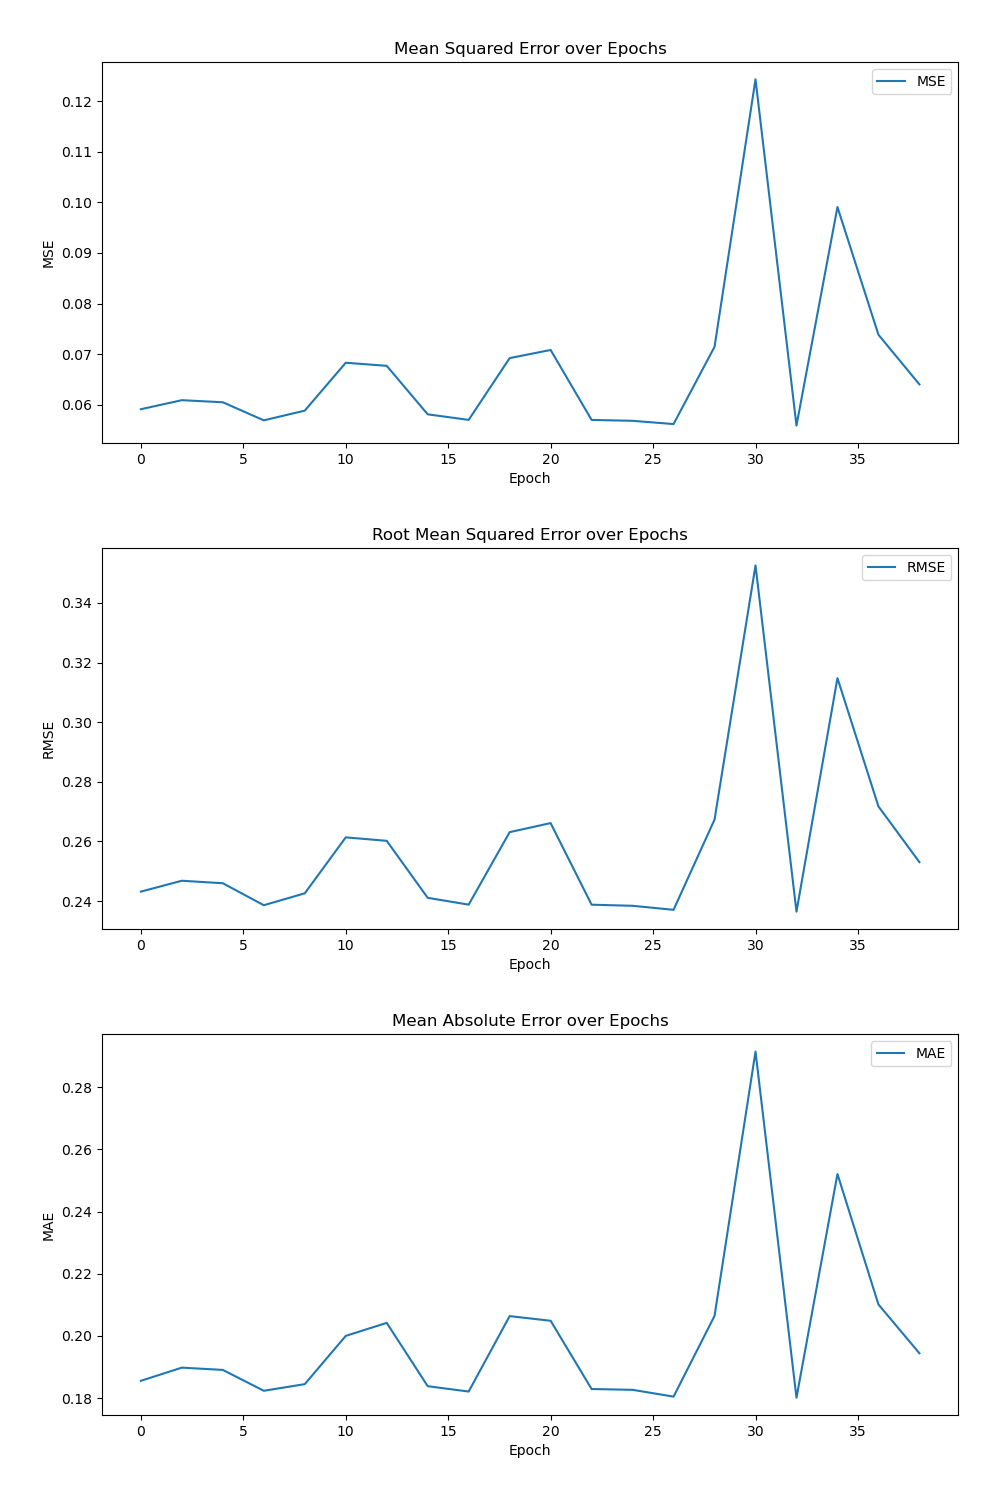 Mean Squared Error over Epochs
MSE
0.12
0.11
0.10
0.09
0.08
0.07
0.06
MSE
0 5 10 15 20 25 30 35
Epoch
Root Mean Squared Error over Epochs
RMSE
0.34
0.32
0.30
0.28
0.26
0.24
RMSE
0 5 10 15 20 25 30 35
Epoch
Mean Absolute Error over Epochs
MAE
0.28
0.26
0.24
0.22
0.20
0.18
MAE
0 5 10 15 20 25 30 35
Epoch